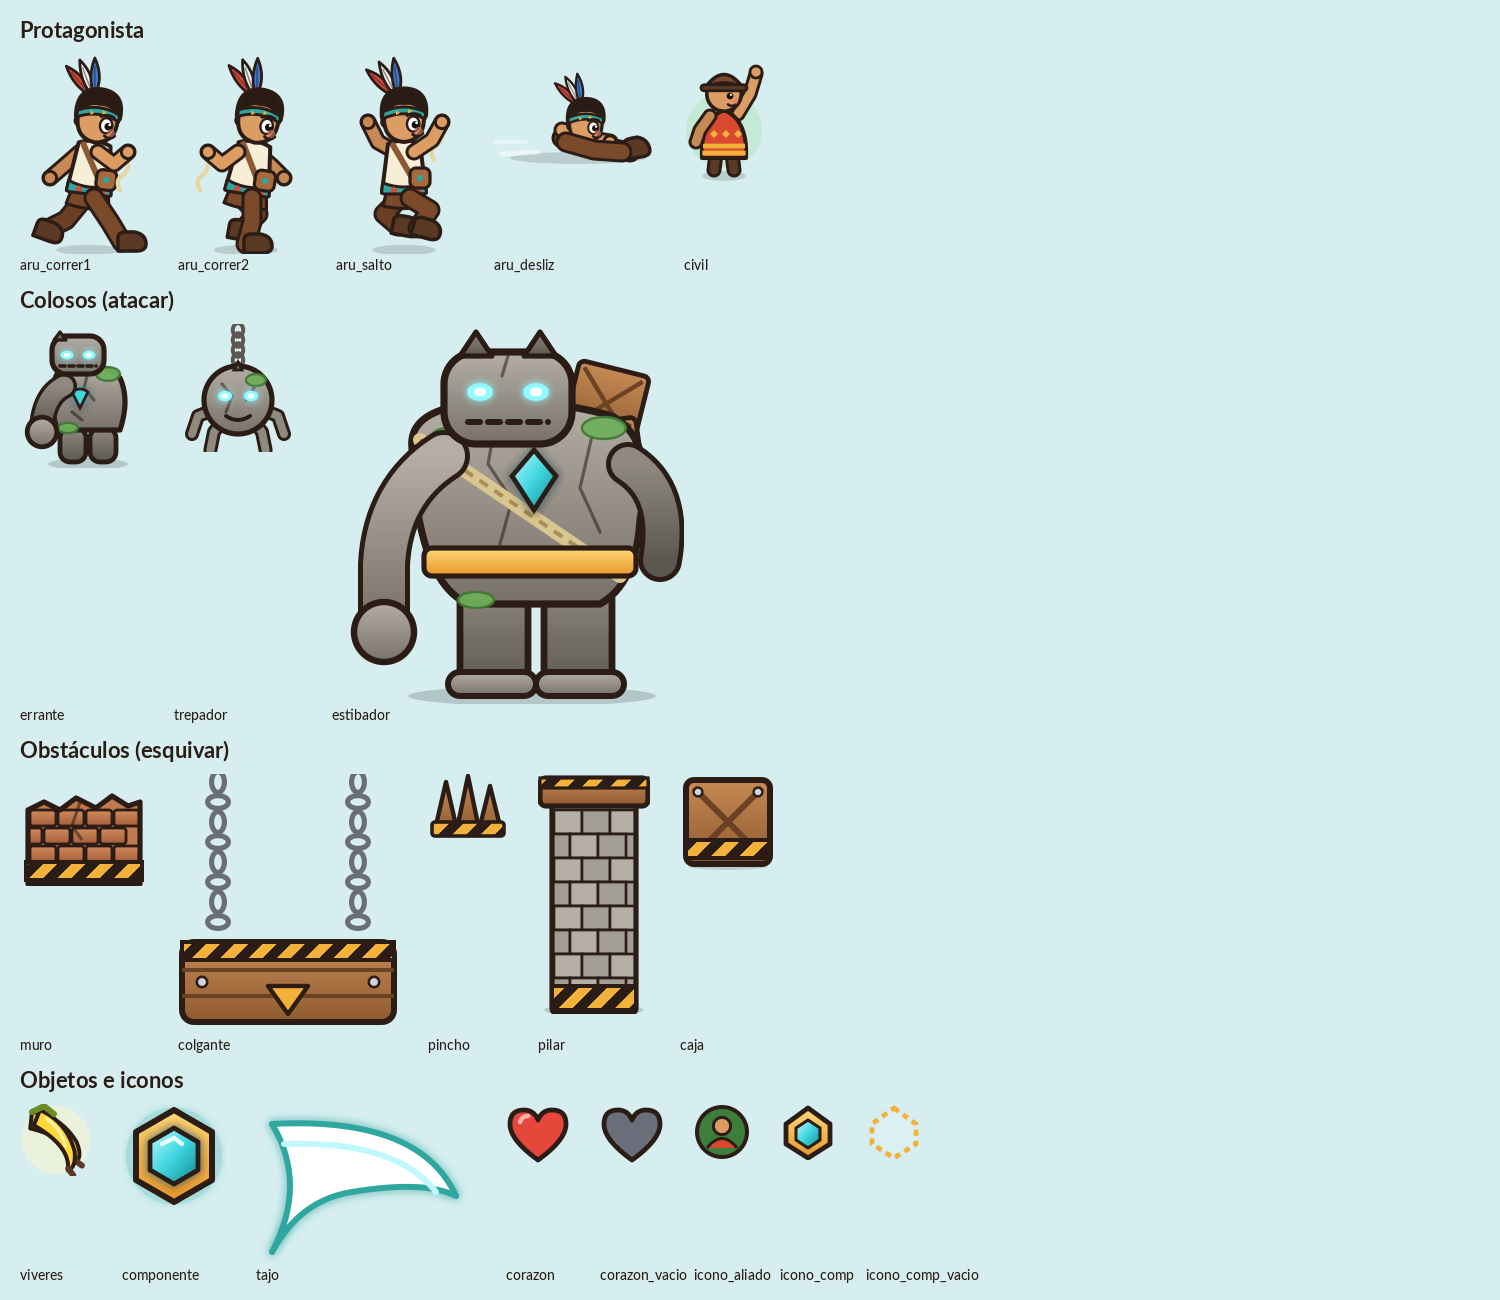 Protagonista
aru_correr1 aru_correr2 aru_salto aru_desliz civil
Colosos (atacar)
errante trepador estibador
Obstáculos (esquivar)
muro colgante pincho pilar caja
Objetos e iconos
viveres componente tajo corazon corazon_vacio icono_aliado icono_comp icono_comp_vacio